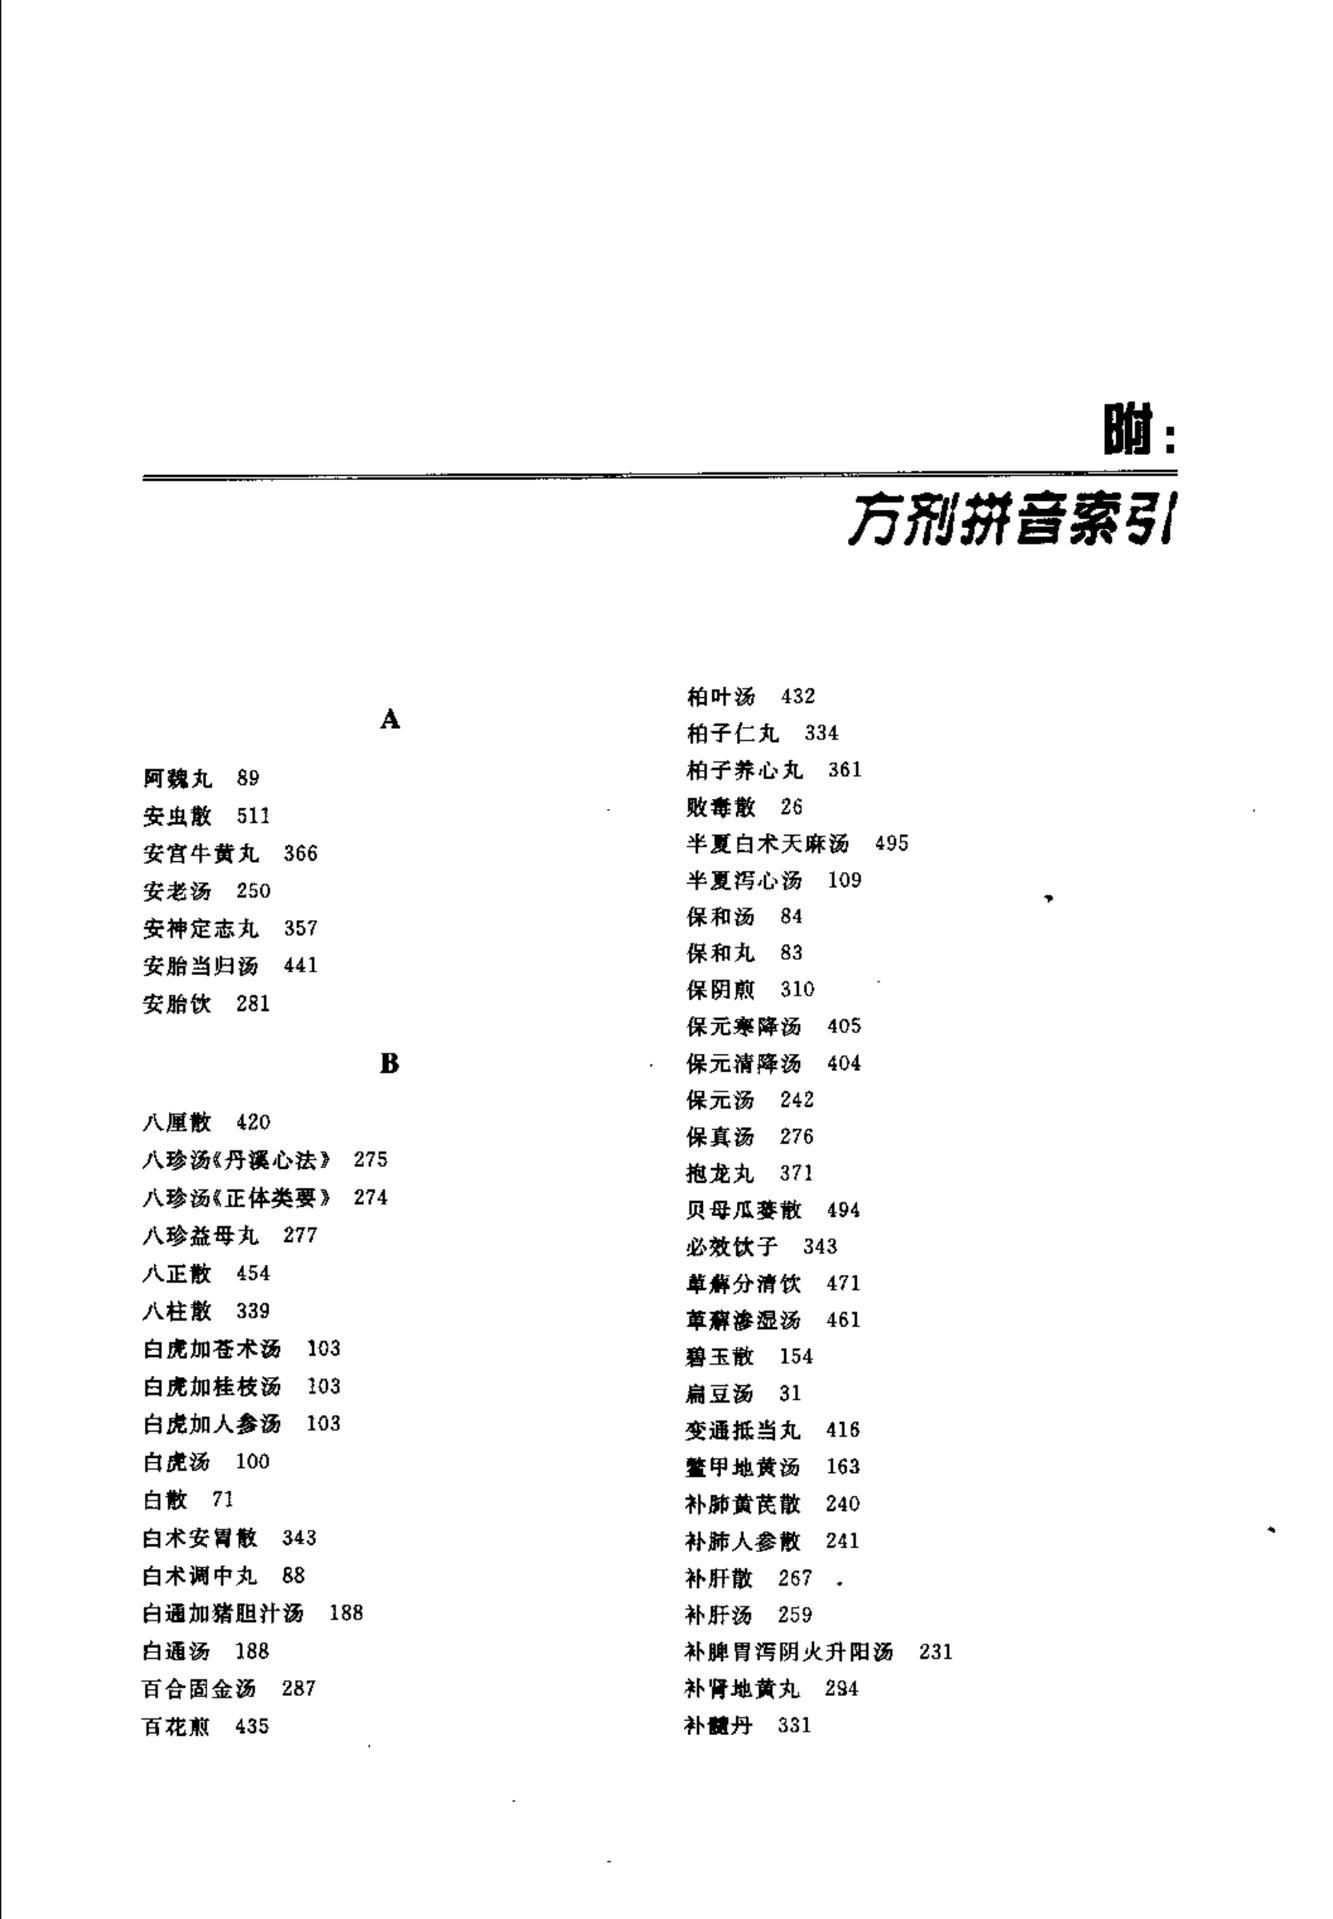 附：
方剂拼音索引
A
阿魏丸 89
安虫散 511
安宫牛黄丸 366
安老汤 250
安神定志丸 357
安胎当归汤 441
安胎饮 281
B
八厘散 420
八珍汤《丹溪心法》 275
八珍汤《正体类要》 274
八珍益母丸 277
八正散 454
八柱散 339
白虎加苍术汤 103
白虎加桂枝汤 103
白虎加人参汤 103
白虎汤 100
白散 71
白术安胃散 343
白术调中丸 88
白通加猪胆汁汤 188
白通汤 188
百合固金汤 287
百花煎 435
柏叶汤 432
柏子仁丸 334
柏子养心丸 361
败毒散 26
半夏白术天麻汤 495
半夏泻心汤 109
保和汤 84
保和丸 83
保阴煎 310
保元寒降汤 405
保元清降汤 404
保元汤 242
保真汤 276
抱龙丸 371
贝母瓜蒌散 494
必效饮子 343
萆薢分清饮 471
萆薢渗湿汤 461
碧玉散 154
扁豆汤 31
变通抵当丸 416
鳖甲地黄汤 163
补肺黄芪散 240
补肺人参散 241
补肝散 267
补肝汤 259
补脾胃泻阴火升阳汤 231
补肾地黄丸 294
补髓丹 331